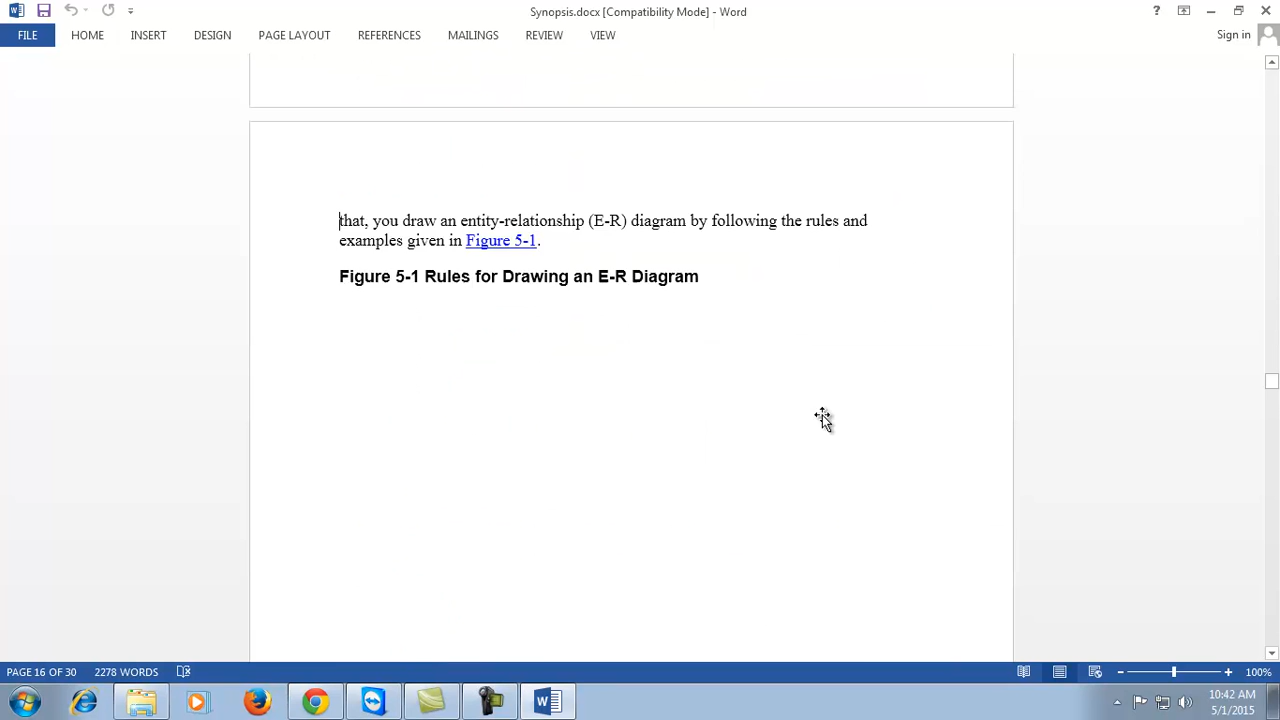 Synopsis.docx [Compatibility Mode] - Word
?
FILE HOME INSERT DESIGN PAGE LAYOUT REFERENCES MAILINGS REVIEW VIEW Sign in
that, you draw an entity-relationship (E-R) diagram by following the rules and
examples given in Figure 5-1.
Figure 5-1 Rules for Drawing an E-R Diagram
PAGE 16 OF 30 2278 WORDS 100%
10:42 AM
5/1/2015